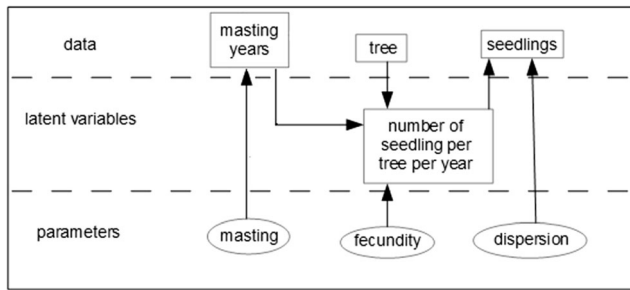 data
masting
years
tree
seedlings
latent variables
number of
seedling per
tree per year
parameters
masting
fecundity
dispersion